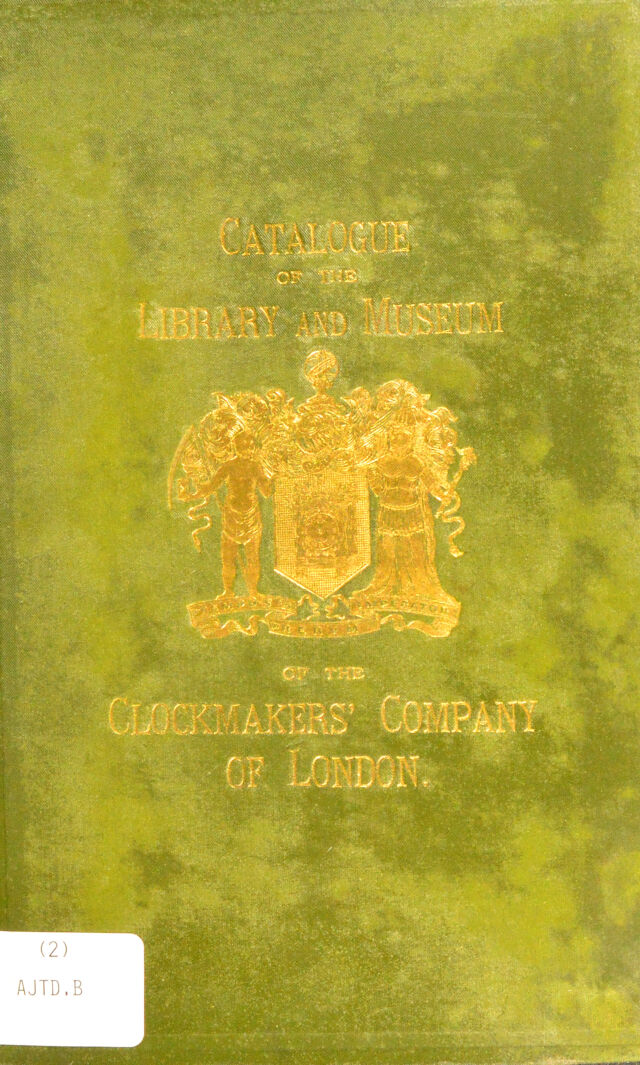 CATALOGUE
OF THE
LIBRARY AND MUSEUM
OF THE
CLOCKMAKERS' COMPANY
OF LONDON.
(2)
AJTD.B